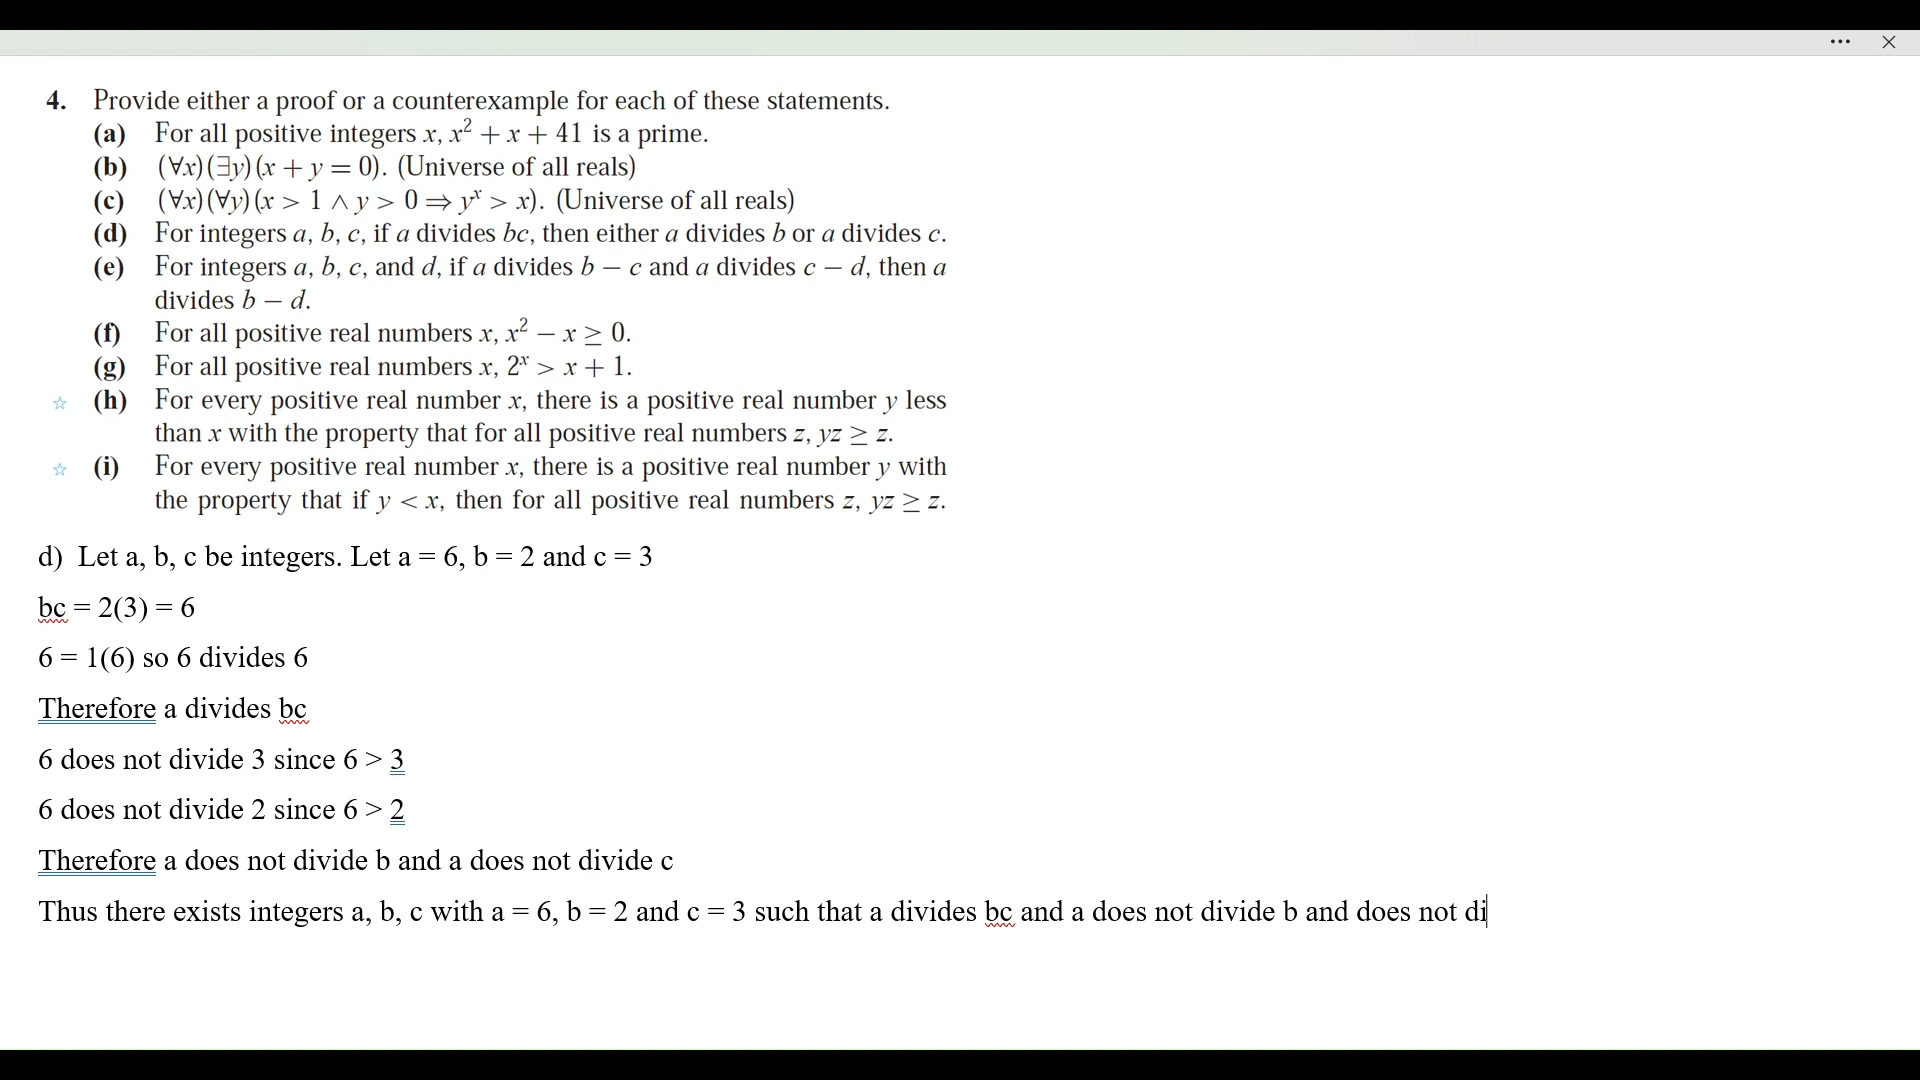 4. Provide either a proof or a counterexample for each of these statements.
(a) For all positive integers x, x² + x + 41 is a prime.
(b) (∀x)(∃y)(x + y = 0). (Universe of all reals)
(c) (∀x)(∀y)(x > 1 ∧ y > 0 ⇒ yˣ > x). (Universe of all reals)
(d) For integers a, b, c, if a divides bc, then either a divides b or a divides c.
(e) For integers a, b, c, and d, if a divides b − c and a divides c − d, then a
divides b − d.
(f) For all positive real numbers x, x² − x ≥ 0.
(g) For all positive real numbers x, 2ˣ > x + 1.
☆ (h) For every positive real number x, there is a positive real number y less
than x with the property that for all positive real numbers z, yz ≥ z.
☆ (i) For every positive real number x, there is a positive real number y with
the property that if y < x, then for all positive real numbers z, yz ≥ z.
d) Let a, b, c be integers. Let a = 6, b = 2 and c = 3
bc = 2(3) = 6
6 = 1(6) so 6 divides 6
Therefore a divides bc
6 does not divide 3 since 6 > 3
6 does not divide 2 since 6 > 2
Therefore a does not divide b and a does not divide c
Thus there exists integers a, b, c with a = 6, b = 2 and c = 3 such that a divides bc and a does not divide b and does not di